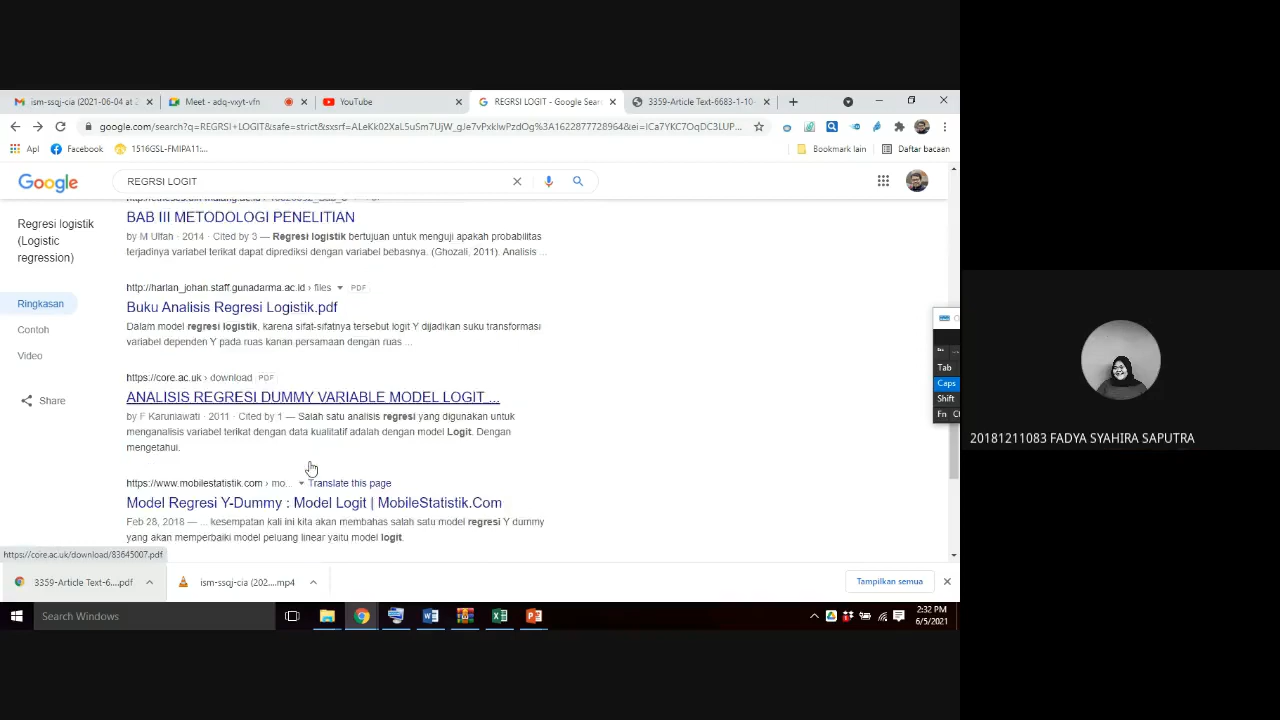 ism-ssqj-cia (2021-06-04 at 2
Meet - adq-vxyt-vfn
YouTube
REGRSI LOGIT - Google Sear
3359-Article Text-6683-1-10-
google.com/search?q=REGRSI+LOGIT&safe=strict&sxsrf=ALeKk02XaL5uSm7UjW_gJe7vPxkIwPzdOg%3A1622877728964&ei=iCa7YKC7OqDC3LUP...
Apl
Facebook
1516GSL-FMIPA11:...
Bookmark lain
Daftar bacaan
Google
REGRSI LOGIT
Regresi logistik
(Logistic
regression)
Ringkasan
Contoh
Video
Share
BAB III METODOLOGI PENELITIAN
by M Ulfah · 2014 · Cited by 3 — Regresi logistik bertujuan untuk menguji apakah probabilitas
terjadinya variabel terikat dapat diprediksi dengan variabel bebasnya. (Ghozali, 2011). Analisis ...
http://harlan_johan.staff.gunadarma.ac.id › files PDF
Buku Analisis Regresi Logistik.pdf
Dalam model regresi logistik, karena sifat-sifatnya tersebut logit Y dijadikan suku transformasi
variabel dependen Y pada ruas kanan persamaan dengan ruas ...
https://core.ac.uk › download PDF
ANALISIS REGRESI DUMMY VARIABLE MODEL LOGIT ...
by F Karuniawati · 2011 · Cited by 1 — Salah satu analisis regresi yang digunakan untuk
menganalisis variabel terikat dengan data kualitatif adalah dengan model Logit. Dengan
mengetahui.
https://www.mobilestatistik.com › mo... Translate this page
Model Regresi Y-Dummy : Model Logit | MobileStatistik.Com
Feb 28, 2018 — ... kesempatan kali ini kita akan membahas salah satu model regresi Y dummy
yang akan memperbaiki model peluang linear yaitu model logit.
https://core.ac.uk/download/83645007.pdf
3359-Article Text-6....pdf
ism-ssqj-cia (202....mp4
Tampilkan semua
Search Windows
2:32 PM
6/5/2021
Tab
Caps
Shift
Fn
20181211083 FADYA SYAHIRA SAPUTRA